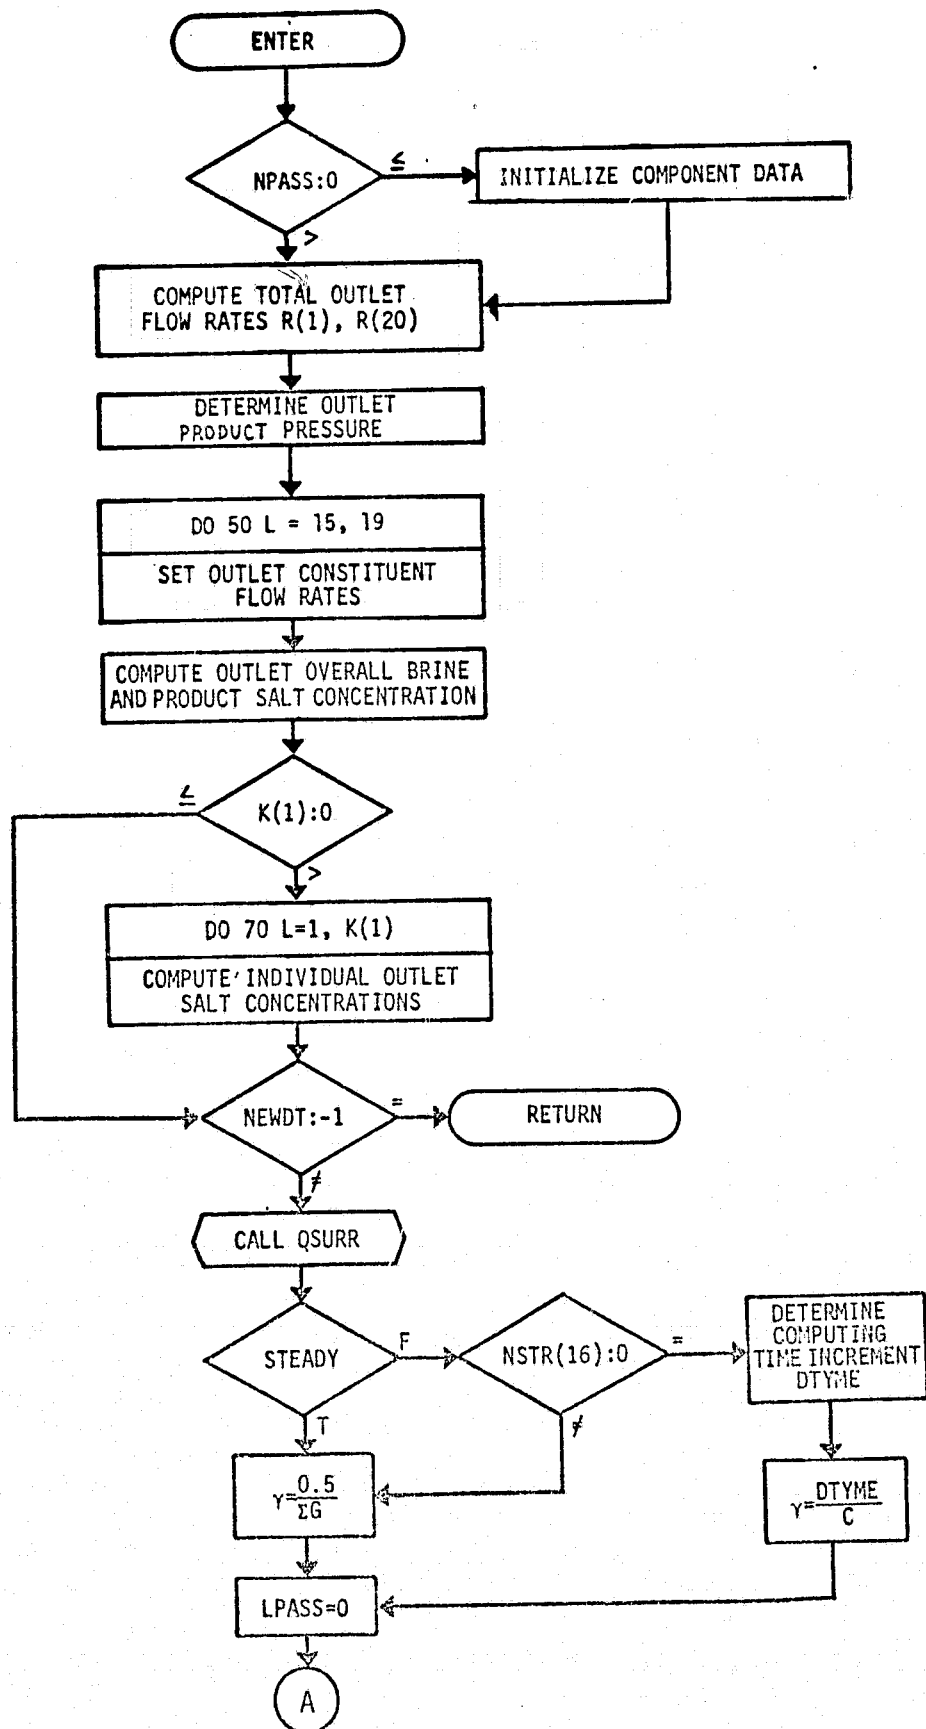 ENTER
NPASS:0
≤
INITIALIZE COMPONENT DATA
>
COMPUTE TOTAL OUTLET
FLOW RATES R(1), R(20)
DETERMINE OUTLET
PRODUCT PRESSURE
DO 50 L = 15, 19
SET OUTLET CONSTITUENT
FLOW RATES
COMPUTE OUTLET OVERALL BRINE
AND PRODUCT SALT CONCENTRATION
≤
K(1):0
>
DO 70 L=1, K(1)
COMPUTE INDIVIDUAL OUTLET
SALT CONCENTRATIONS
NEWDT:-1
=
RETURN
≠
CALL QSURR
STEADY
F
NSTR(16):0
=
DETERMINE
COMPUTING
TIME INCREMENT
DTYME
T
≠
γ=0.5
ΣG
γ=DTYME
C
LPASS=0
A